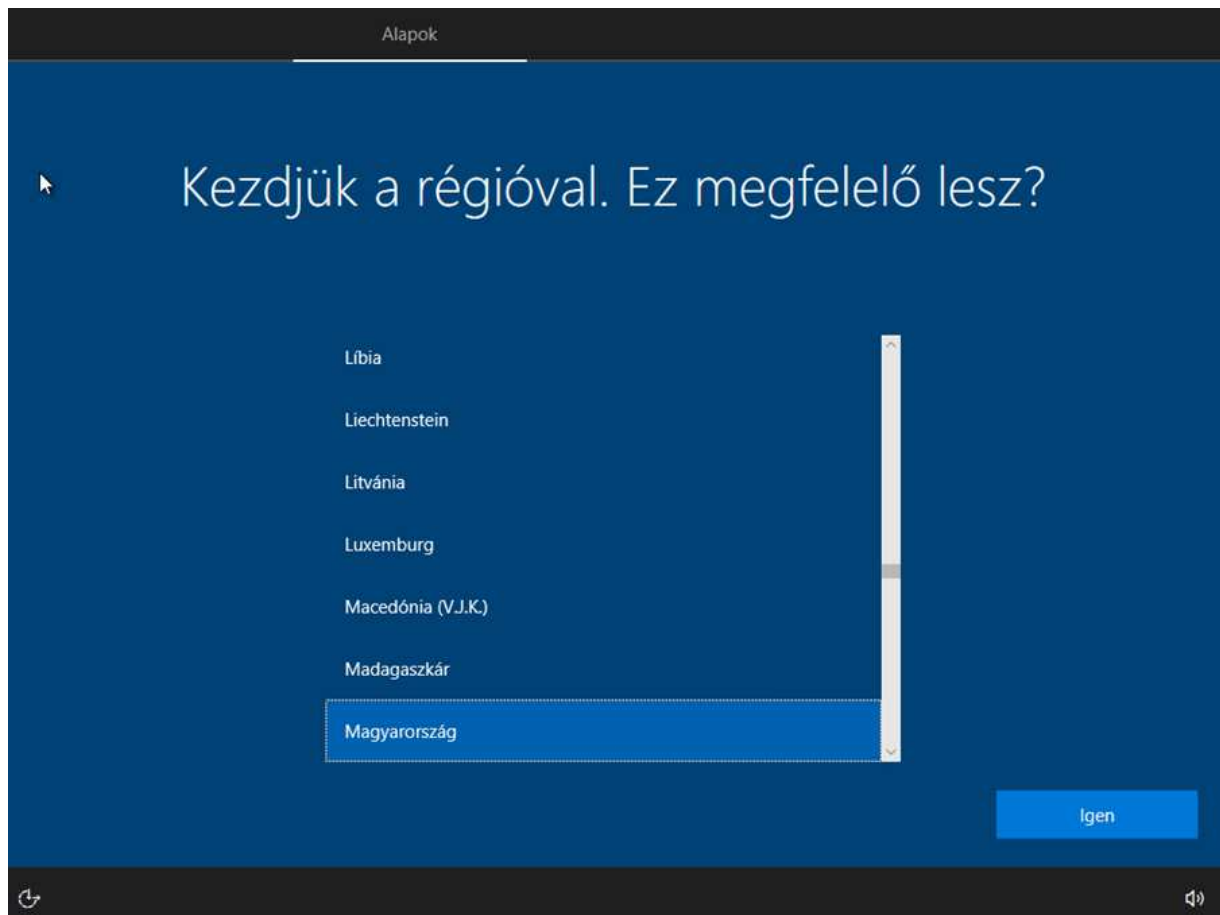 Alapok
Kezdjük a régióval. Ez megfelelő lesz?
Líbia
Liechtenstein
Litvánia
Luxemburg
Macedónia (V.J.K.)
Madagaszkár
Magyarország
Igen